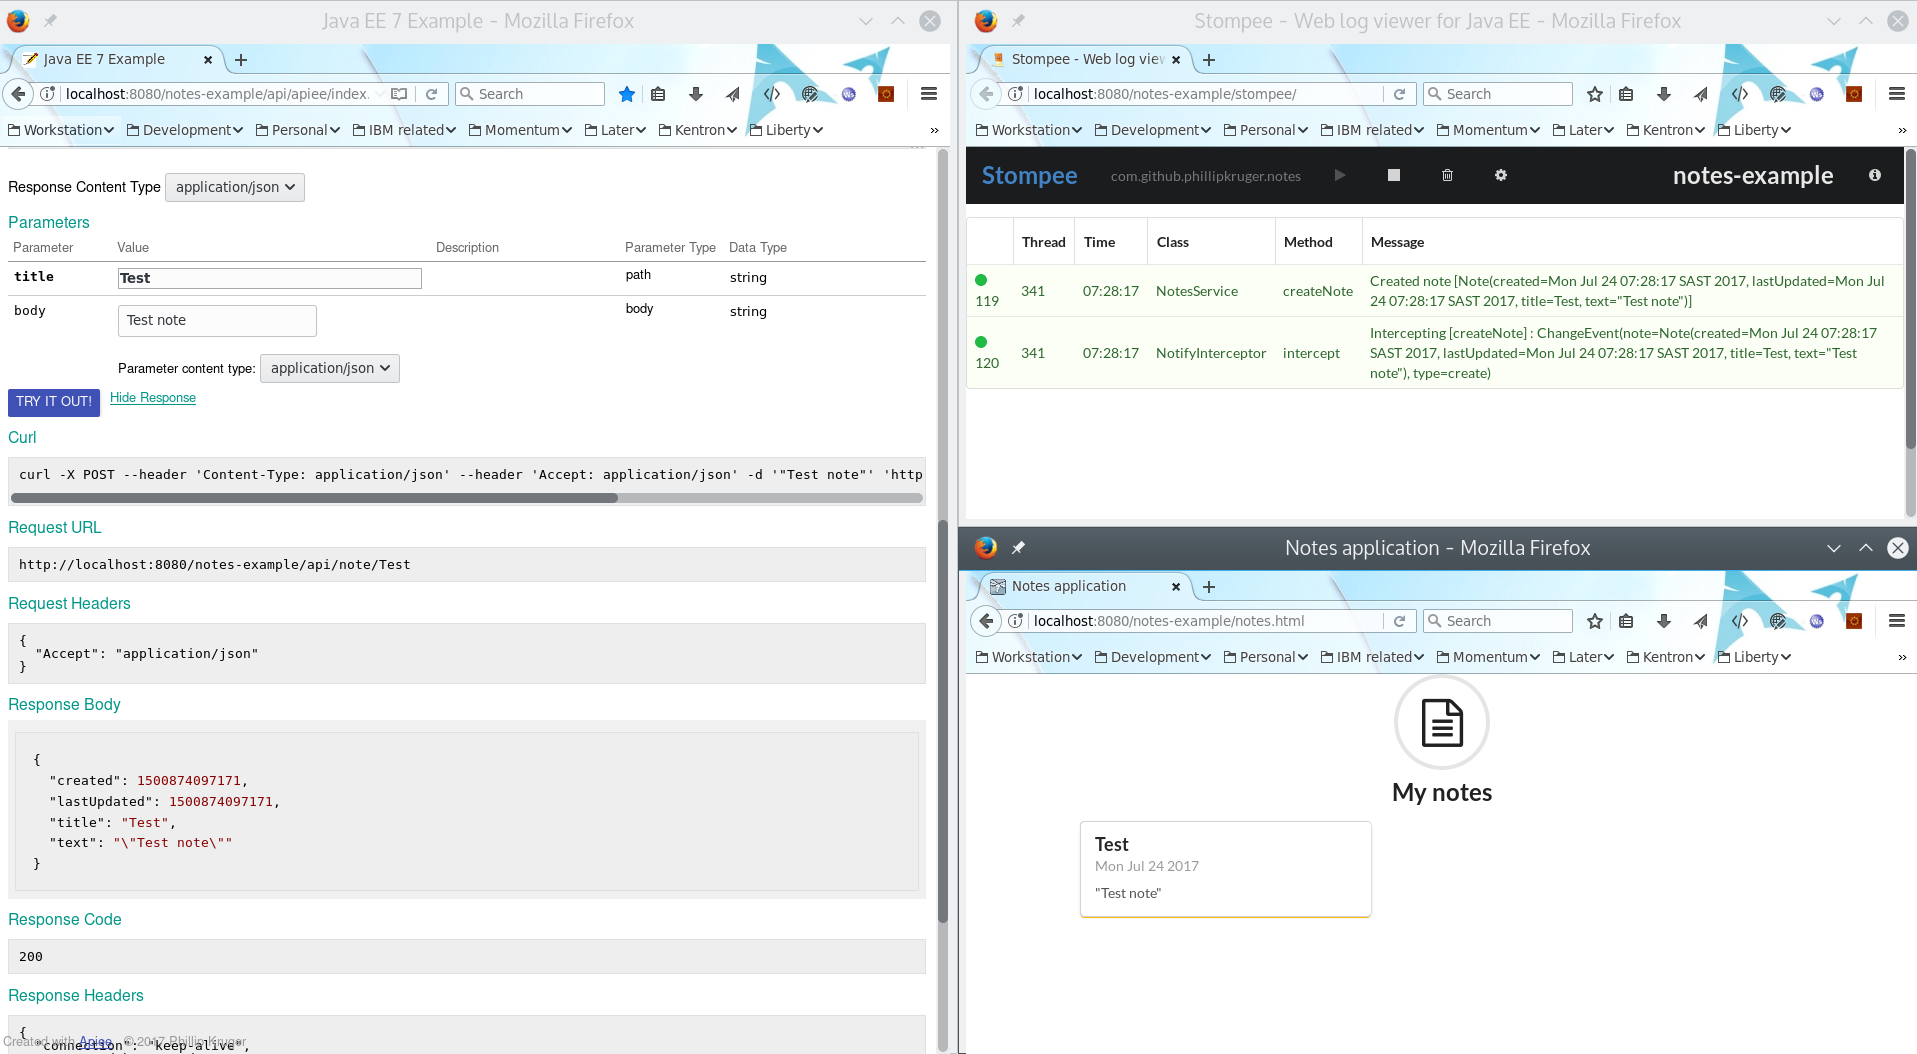 Java EE 7 Example - Mozilla Firefox
Java EE 7 Example
localhost:8080/notes-example/api/apiee/index.
Search
Workstation Development Personal IBM related Momentum Later Kentron Liberty »
Response Content Type application/json
Parameters
Parameter Value Description Parameter Type Data Type
title Test path string
body Test note body string
Parameter content type: application/json
TRY IT OUT! Hide Response
Curl
curl -X POST --header 'Content-Type: application/json' --header 'Accept: application/json' -d '"Test note"' 'http
Request URL
http://localhost:8080/notes-example/api/note/Test
Request Headers
{
"Accept": "application/json"
}
Response Body
{
"created": 1500874097171,
"lastUpdated": 1500874097171,
"title": "Test",
"text": "\"Test note\""
}
Response Code
200
Response Headers
{
"connection": "keep-alive",
Created with Apiee © 2017 Phillip Kruger
Stompee - Web log viewer for Java EE - Mozilla Firefox
Stompee - Web log view
localhost:8080/notes-example/stompee/
Search
Workstation Development Personal IBM related Momentum Later Kentron Liberty »
Stompee com.github.phillipkruger.notes notes-example
Thread Time Class Method Message
119 341 07:28:17 NotesService createNote Created note [Note(created=Mon Jul 24 07:28:17 SAST 2017, lastUpdated=Mon Jul
24 07:28:17 SAST 2017, title=Test, text="Test note")]
120 341 07:28:17 NotifyInterceptor intercept Intercepting [createNote] : ChangeEvent(note=Note(created=Mon Jul 24 07:28:17
SAST 2017, lastUpdated=Mon Jul 24 07:28:17 SAST 2017, title=Test, text="Test
note"), type=create)
Notes application - Mozilla Firefox
Notes application
localhost:8080/notes-example/notes.html
Search
Workstation Development Personal IBM related Momentum Later Kentron Liberty »
My notes
Test
Mon Jul 24 2017
"Test note"